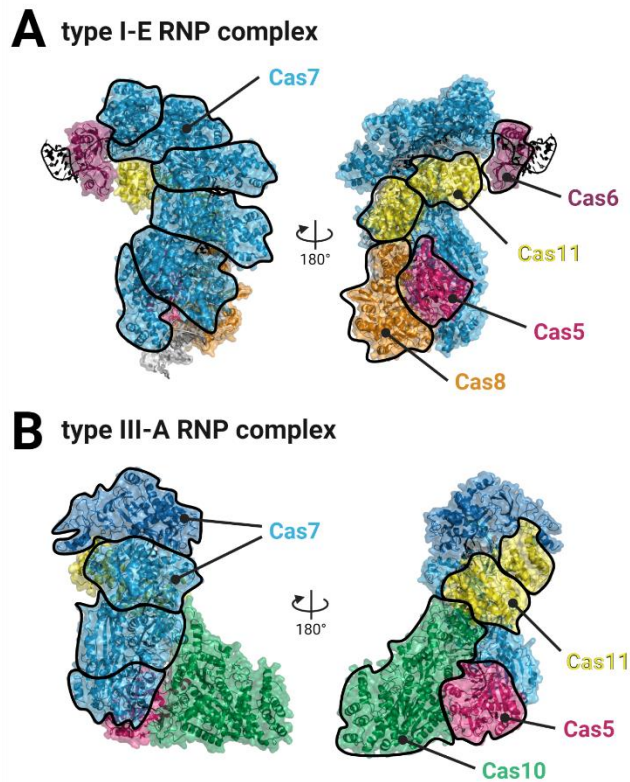 A type I-E RNP complex
Cas7
Cas6
180°
Cas11
Cas5
Cas8
B type III-A RNP complex
Cas7
180°
Cas11
Cas5
Cas10